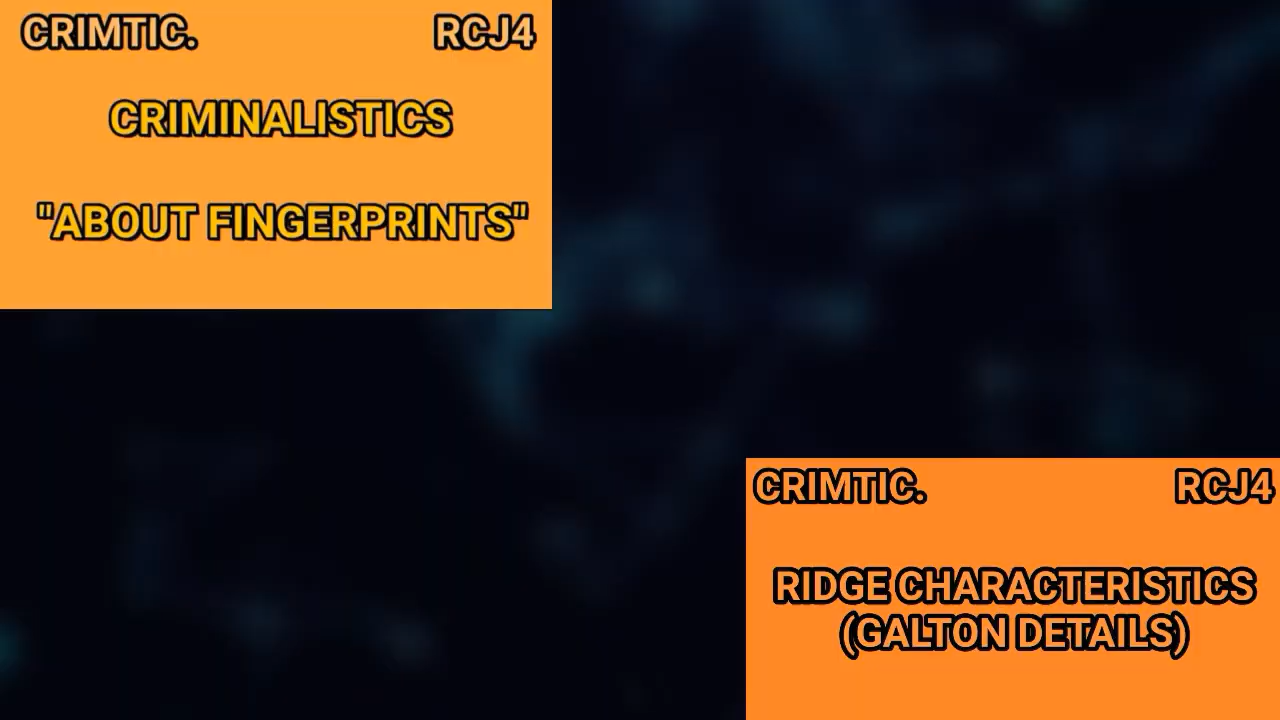 CRIMTIC. RCJ4
CRIMINALISTICS
"ABOUT FINGERPRINTS"
CRIMTIC. RCJ4
RIDGE CHARACTERISTICS
(GALTON DETAILS)